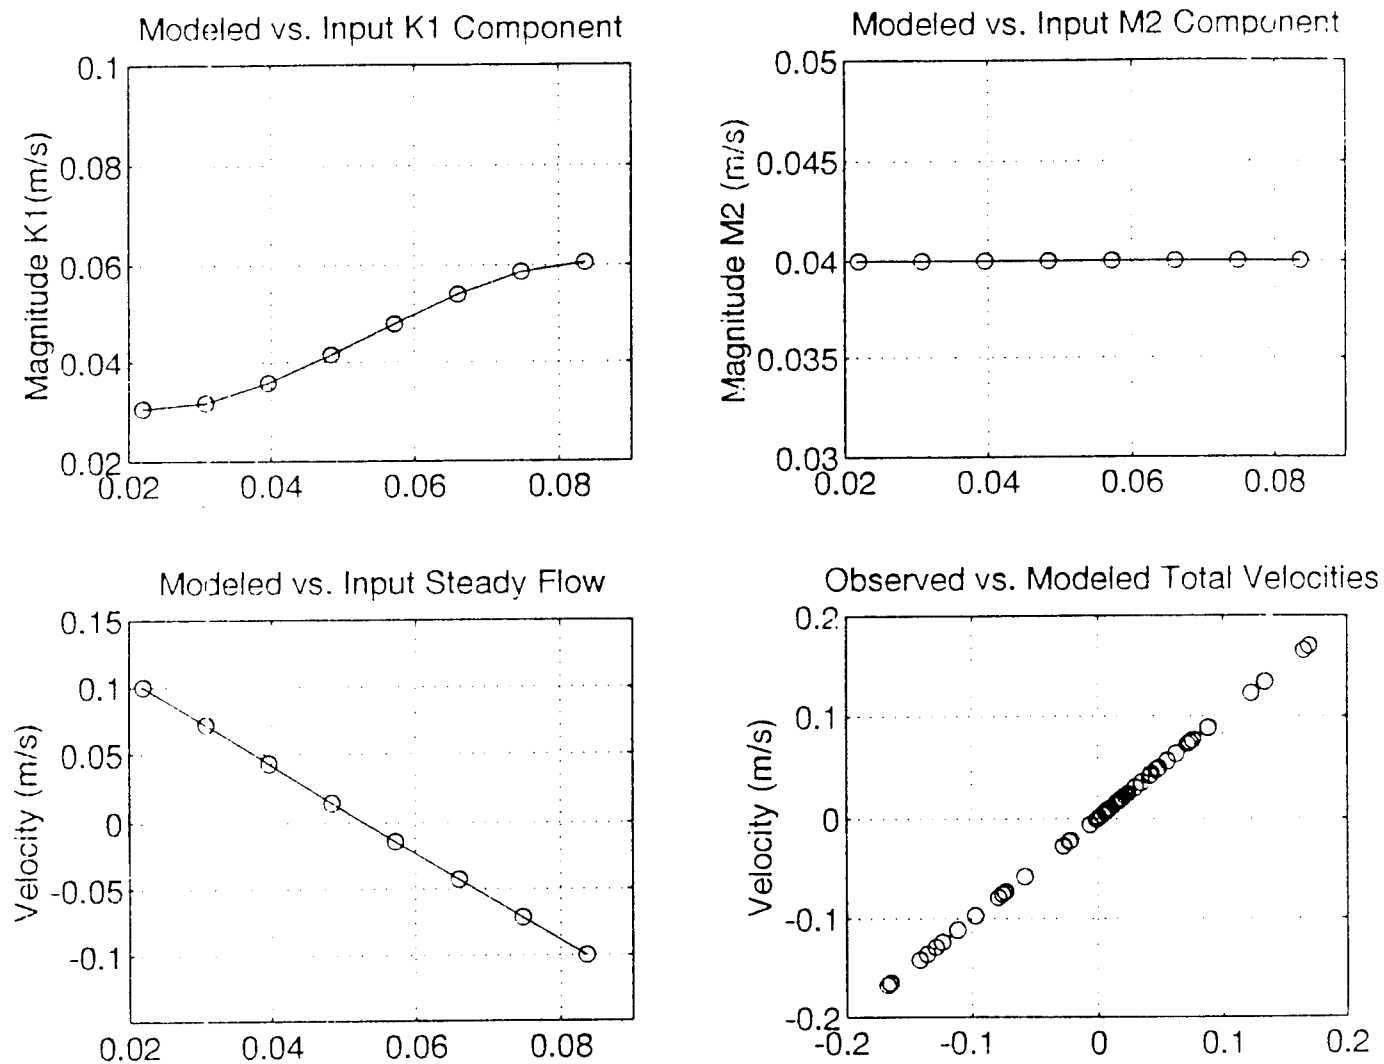 Modeled vs. Input K1 Component
Magnitude K1(m/s)
0.1
0.08
0.06
0.04
0.02
0.02 0.04 0.06 0.08
Modeled vs. Input M2 Component
Magnitude M2 (m/s)
0.05
0.045
0.04
0.035
0.03
0.02 0.04 0.06 0.08
Modeled vs. Input Steady Flow
Velocity (m/s)
0.15
0.1
0.05
0
-0.05
-0.1
0.02 0.04 0.06 0.08
Observed vs. Modeled Total Velocities
Velocity (m/s)
0.2
0.1
0
-0.1
-0.2
-0.2 -0.1 0 0.1 0.2